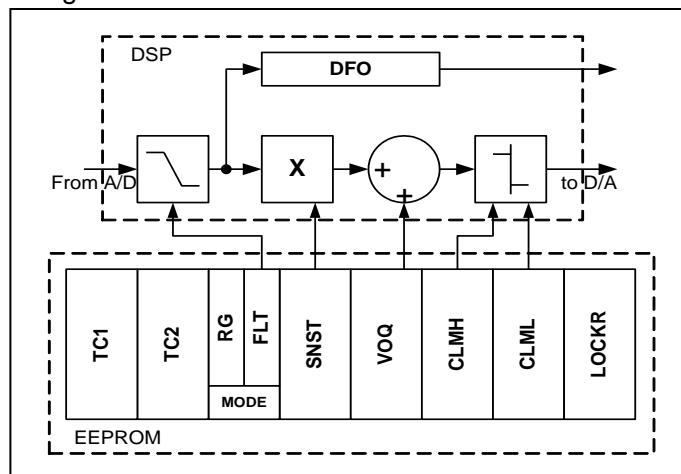 DSP
DFO
From A/D
X
+
+
to D/A
TC1
TC2
RG
FLT
MODE
SNST
VOQ
CLMH
CLML
LOCKR
EEPROM